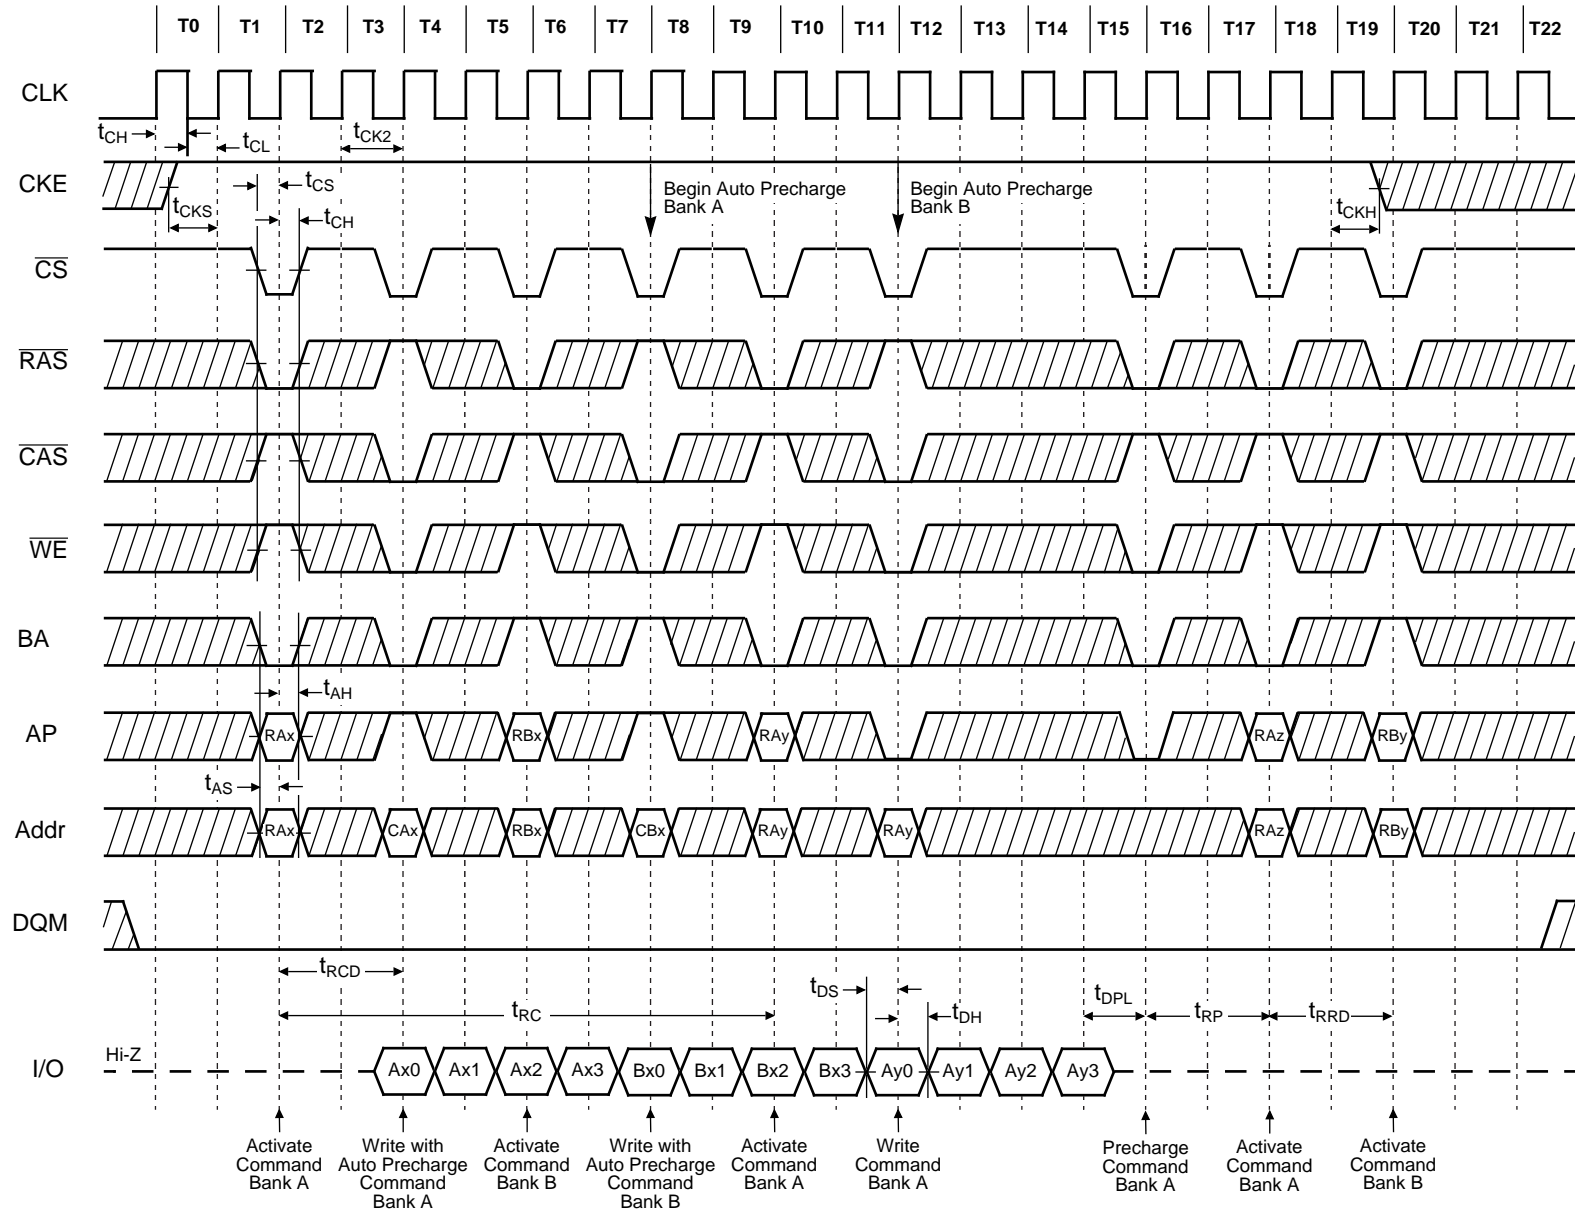 T0 T1 T2 T3 T4 T5 T6 T7 T8 T9 T10 T11 T12 T13 T14 T15 T16 T17 T18 T19 T20 T21 T22
CLK
tCH
tCL
tCK2
CKE
tCKS
tCS
tCH
Begin Auto Precharge
Bank A
Begin Auto Precharge
Bank B
tCKH
CS
RAS
CAS
WE
BA
tAH
AP
RAx RBx RAy RAz RBy
tAS
Addr
RAx CAx RBx CBx RAy RAy RAz RBy
DQM
tRCD
tRC
tDS
tDH
tDPL
tRP
tRRD
I/O
Hi-Z
Ax0 Ax1 Ax2 Ax3 Bx0 Bx1 Bx2 Bx3 Ay0 Ay1 Ay2 Ay3
Activate
Command
Bank A
Write with
Auto Precharge
Command
Bank A
Activate
Command
Bank B
Write with
Auto Precharge
Command
Bank B
Activate
Command
Bank A
Write
Command
Bank A
Precharge
Command
Bank A
Activate
Command
Bank A
Activate
Command
Bank B